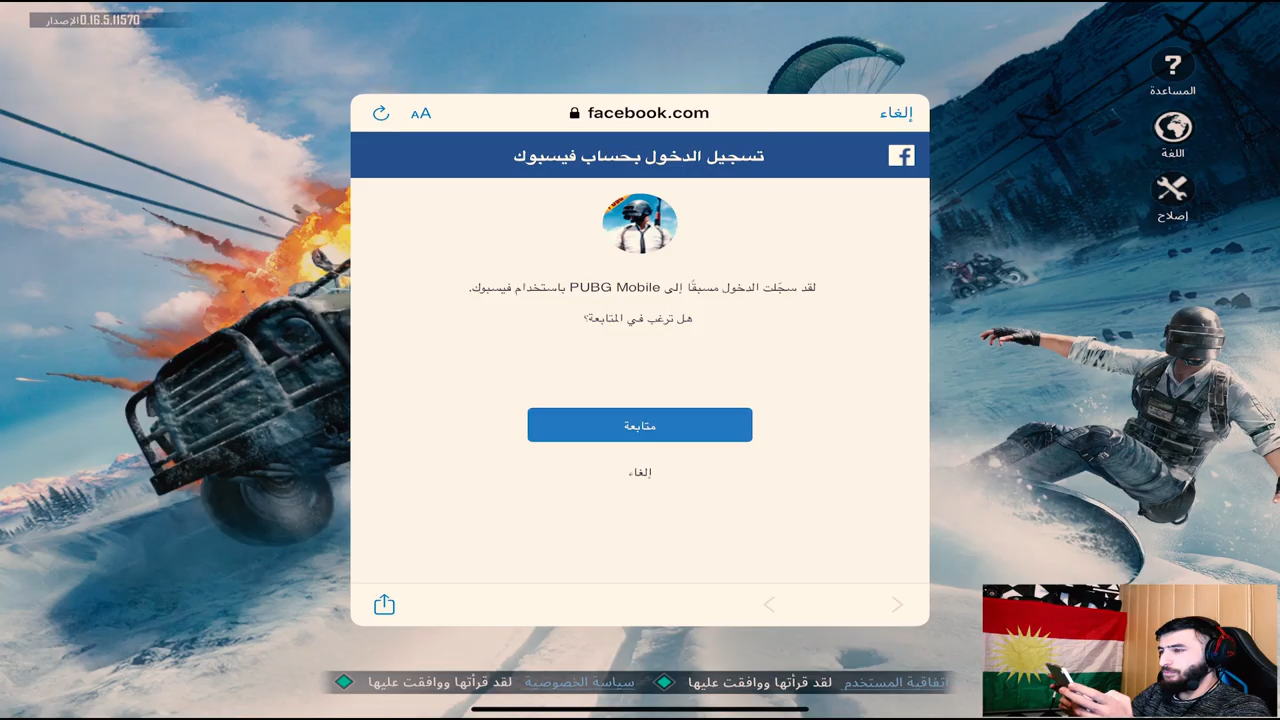 الإصدار0.16.5.11570
المساعدة
اللغة
إصلاح
إلغاء
facebook.com
AA
تسجيل الدخول بحساب فيسبوك
لقد سجّلت الدخول مسبقًا إلى PUBG Mobile باستخدام فيسبوك.
هل ترغب في المتابعة؟
متابعة
إلغاء
اتفاقية المستخدم لقد قرأتها ووافقت عليها
سياسة الخصوصية لقد قرأتها ووافقت عليها